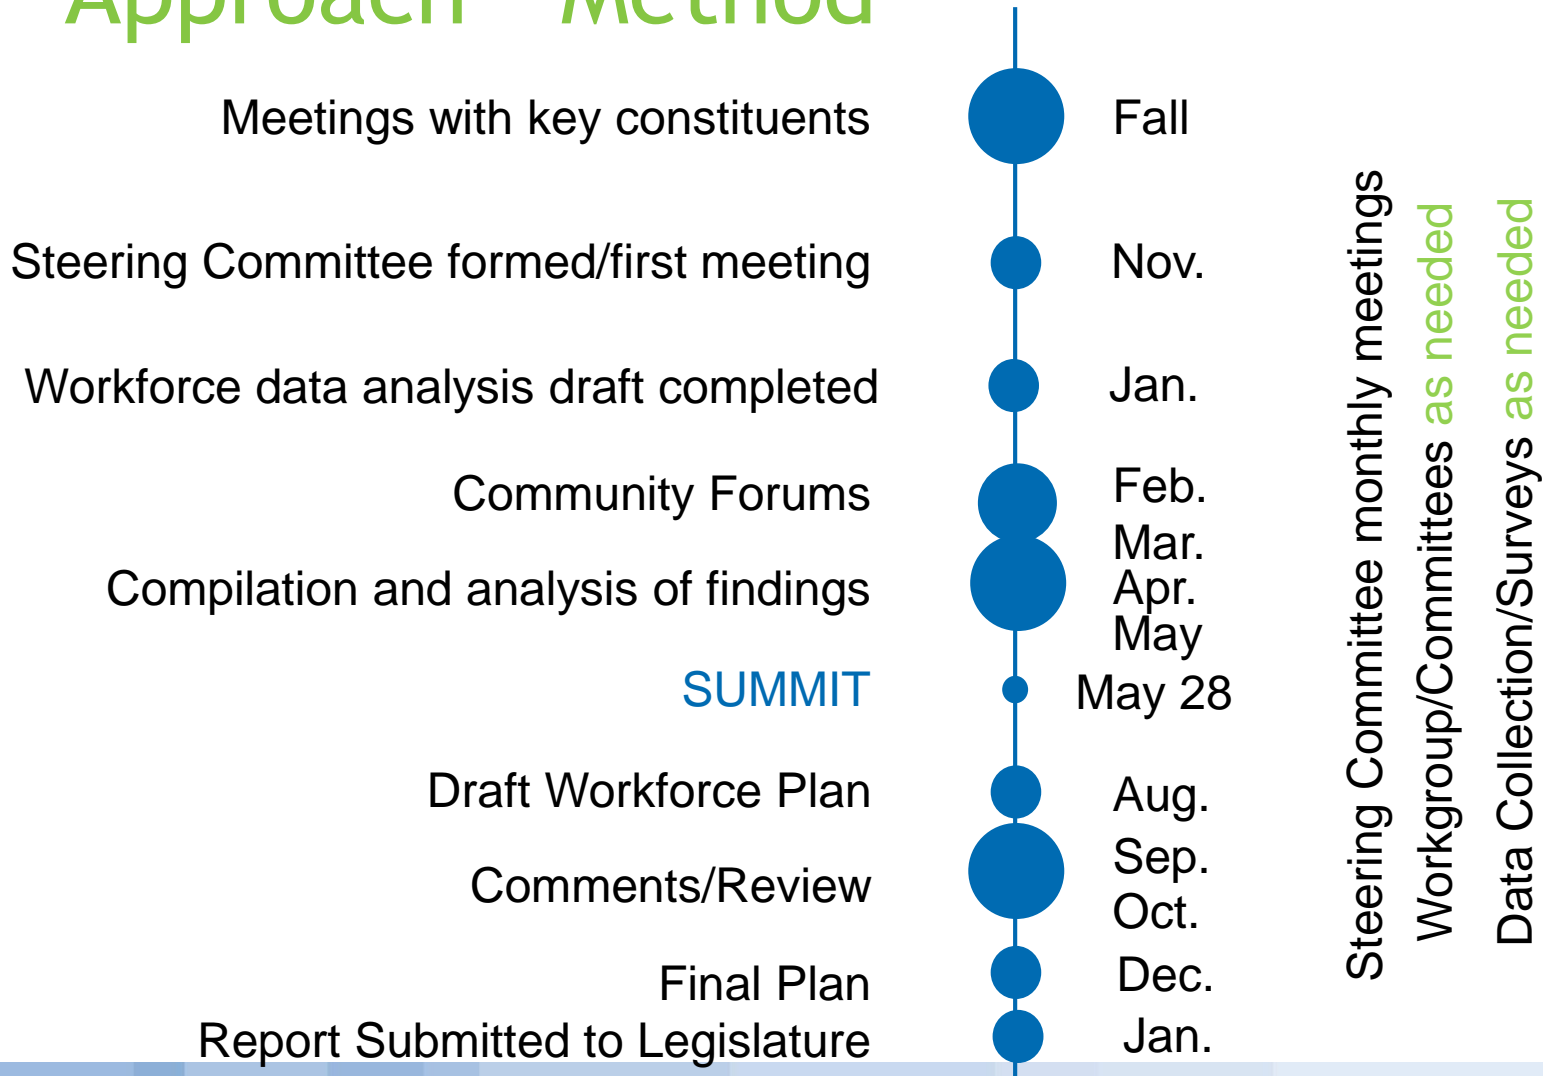 Approach Method
Meetings with key constituents
Fall
Steering Committee formed/first meeting
Nov.
Workforce data analysis draft completed
Jan.
Community Forums
Feb.
Mar.
Compilation and analysis of findings
Apr.
May
SUMMIT
May 28
Draft Workforce Plan
Aug.
Sep.
Comments/Review
Oct.
Final Plan
Dec.
Report Submitted to Legislature
Jan.
Steering Committee monthly meetings
Workgroup/Committees as needed
Data Collection/Surveys as needed